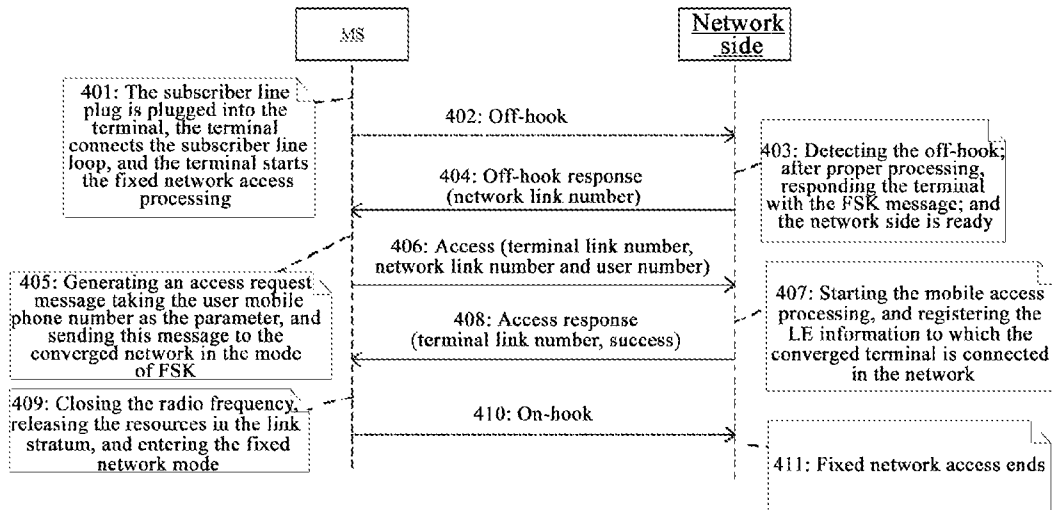 MS
Network
side
401: The subscriber line
plug is plugged into the
terminal, the terminal
connects the subscriber line
loop, and the terminal starts
the fixed network access
processing
402: Off-hook
403: Detecting the off-hook;
after proper processing,
responding the terminal
with the FSK message; and
the network side is ready
404: Off-hook response
(network link number)
405: Generating an access request
message taking the user mobile
phone number as the parameter, and
sending this message to the
converged network in the mode
of FSK
406: Access (terminal link number,
network link number and user number)
407: Starting the mobile access
processing, and registering the
LE information to which the
converged terminal is connected
in the network
408: Access response
(terminal link number, success)
409: Closing the radio frequency,
releasing the resources in the link
stratum, and entering the fixed
network mode
410: On-hook
411: Fixed network access ends